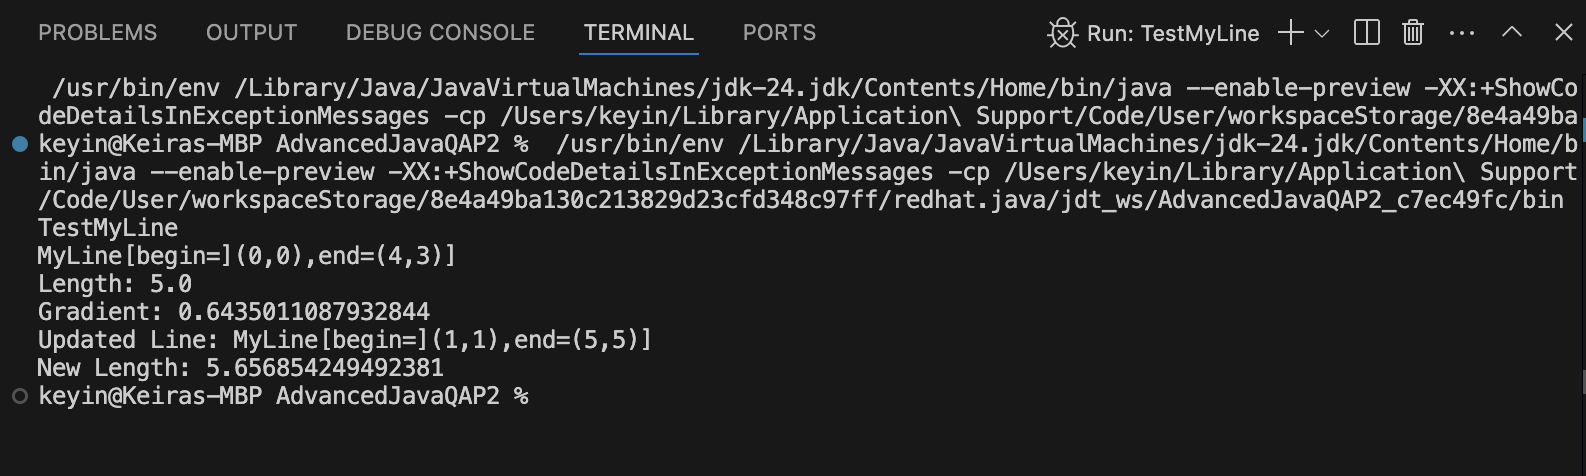 PROBLEMS OUTPUT DEBUG CONSOLE TERMINAL PORTS Run: TestMyLine
/usr/bin/env /Library/Java/JavaVirtualMachines/jdk-24.jdk/Contents/Home/bin/java --enable-preview -XX:+ShowCo
deDetailsInExceptionMessages -cp /Users/keyin/Library/Application\ Support/Code/User/workspaceStorage/8e4a49ba
keyin@Keiras-MBP AdvancedJavaQAP2 %  /usr/bin/env /Library/Java/JavaVirtualMachines/jdk-24.jdk/Contents/Home/b
in/java --enable-preview -XX:+ShowCodeDetailsInExceptionMessages -cp /Users/keyin/Library/Application\ Support
/Code/User/workspaceStorage/8e4a49ba130c213829d23cfd348c97ff/redhat.java/jdt_ws/AdvancedJavaQAP2_c7ec49fc/bin
TestMyLine
MyLine[begin=](0,0),end=(4,3)]
Length: 5.0
Gradient: 0.6435011087932844
Updated Line: MyLine[begin=](1,1),end=(5,5)]
New Length: 5.656854249492381
keyin@Keiras-MBP AdvancedJavaQAP2 %